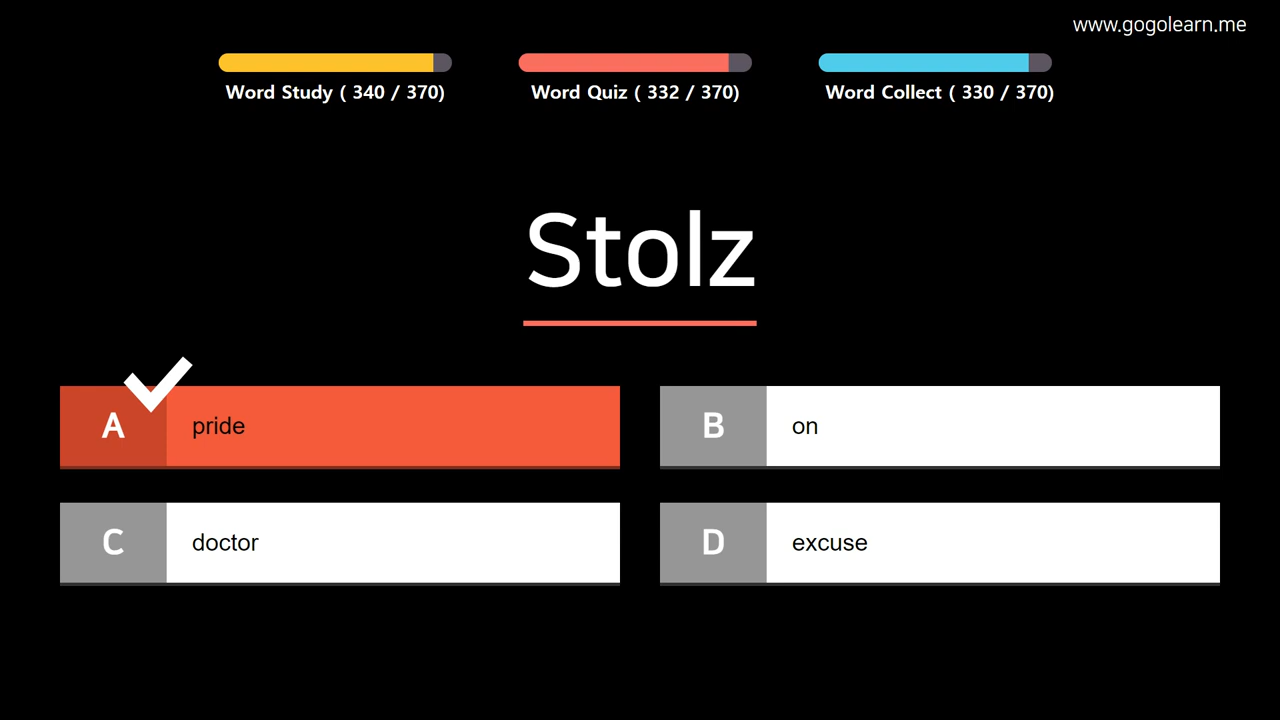 www.gogolearn.me
Word Study ( 340 / 370)
Word Quiz ( 332 / 370)
Word Collect ( 330 / 370)
Stolz
A pride
B on
C doctor
D excuse